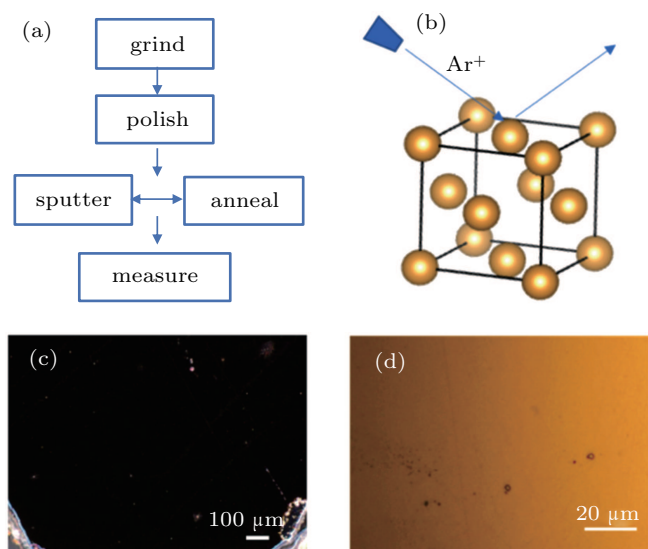 (a)
grind
polish
sputter anneal
measure
(b)
Ar+
(c)
100 µm
(d)
20 µm